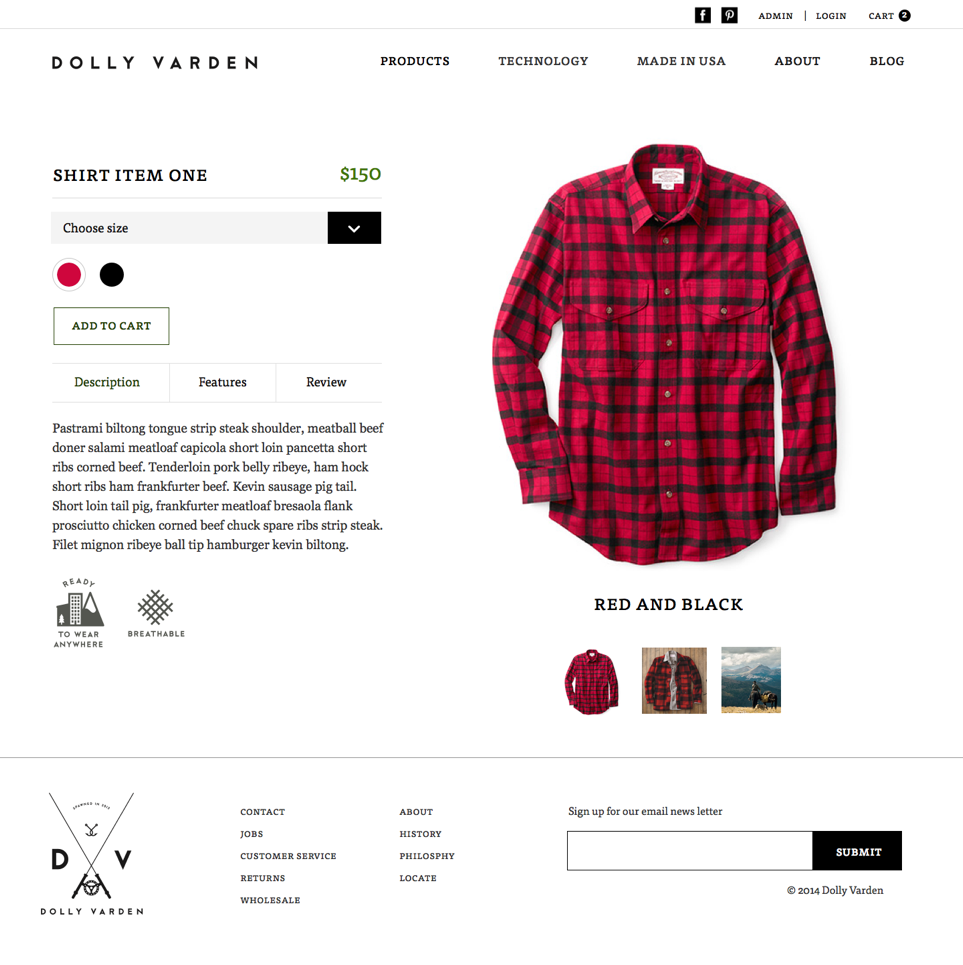 ADMIN | LOGIN CART 2
DOLLY VARDEN
PRODUCTS TECHNOLOGY MADE IN USA ABOUT BLOG
SHIRT ITEM ONE $150
Choose size
ADD TO CART
Description Features Review
Pastrami biltong tongue strip steak shoulder, meatball beef
doner salami meatloaf capicola short loin pancetta short
ribs corned beef. Tenderloin pork belly ribeye, ham hock
short ribs ham frankfurter beef. Kevin sausage pig tail.
Short loin tail pig, frankfurter meatloaf bresaola flank
prosciutto chicken corned beef chuck spare ribs strip steak.
Filet mignon ribeye ball tip hamburger kevin biltong.
READY
TO WEAR
ANYWHERE
BREATHABLE
RED AND BLACK
SPAWNED IN 2012
D V
DOLLY VARDEN
CONTACT
JOBS
CUSTOMER SERVICE
RETURNS
WHOLESALE
ABOUT
HISTORY
PHILOSPHY
LOCATE
Sign up for our email news letter
SUBMIT
© 2014 Dolly Varden